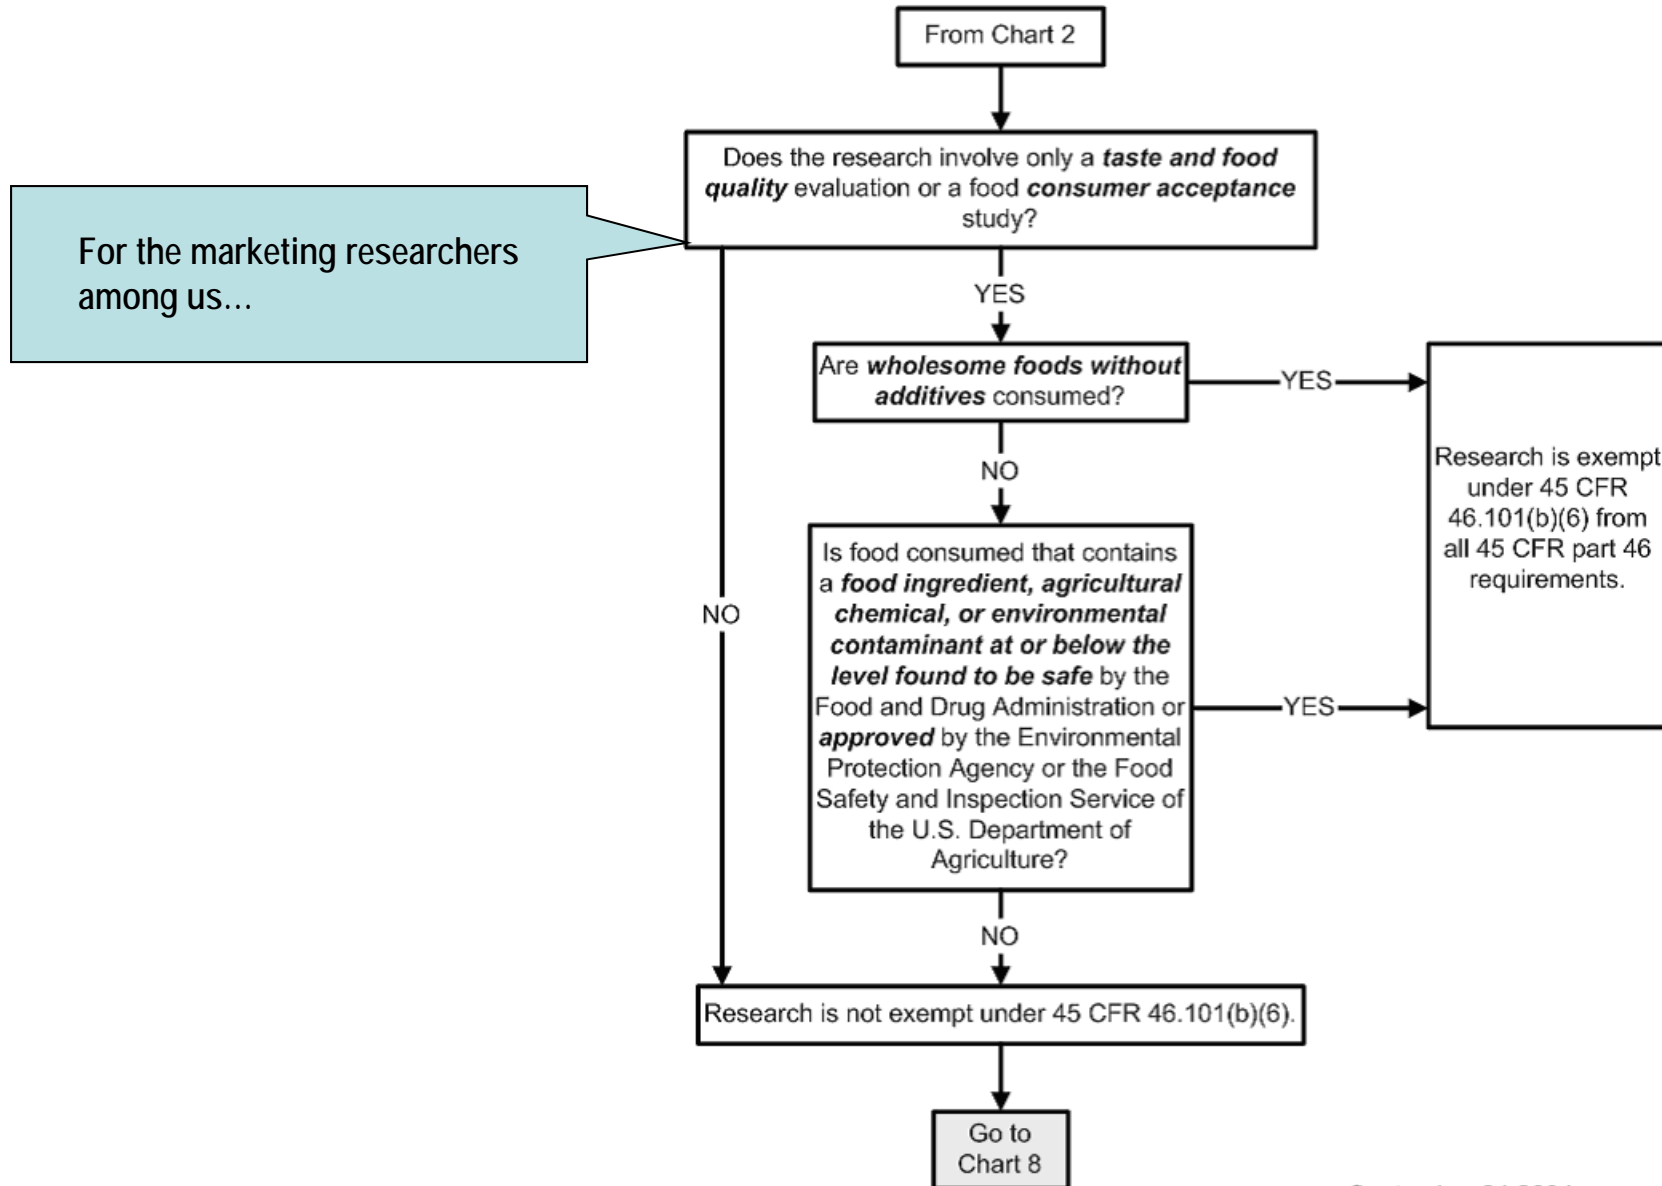 From Chart 2
Does the research involve only a taste and food
quality evaluation or a food consumer acceptance
study?
For the marketing researchers
among us...
YES
Are wholesome foods without
additives consumed?
YES
NO
Research is exempt
under 45 CFR
46.101(b)(6) from
all 45 CFR part 46
requirements.
Is food consumed that contains
a food ingredient, agricultural
chemical, or environmental
contaminant at or below the
level found to be safe by the
Food and Drug Administration or
approved by the Environmental
Protection Agency or the Food
Safety and Inspection Service of
the U.S. Department of
Agriculture?
NO
YES
NO
Research is not exempt under 45 CFR 46.101(b)(6).
Go to
Chart 8